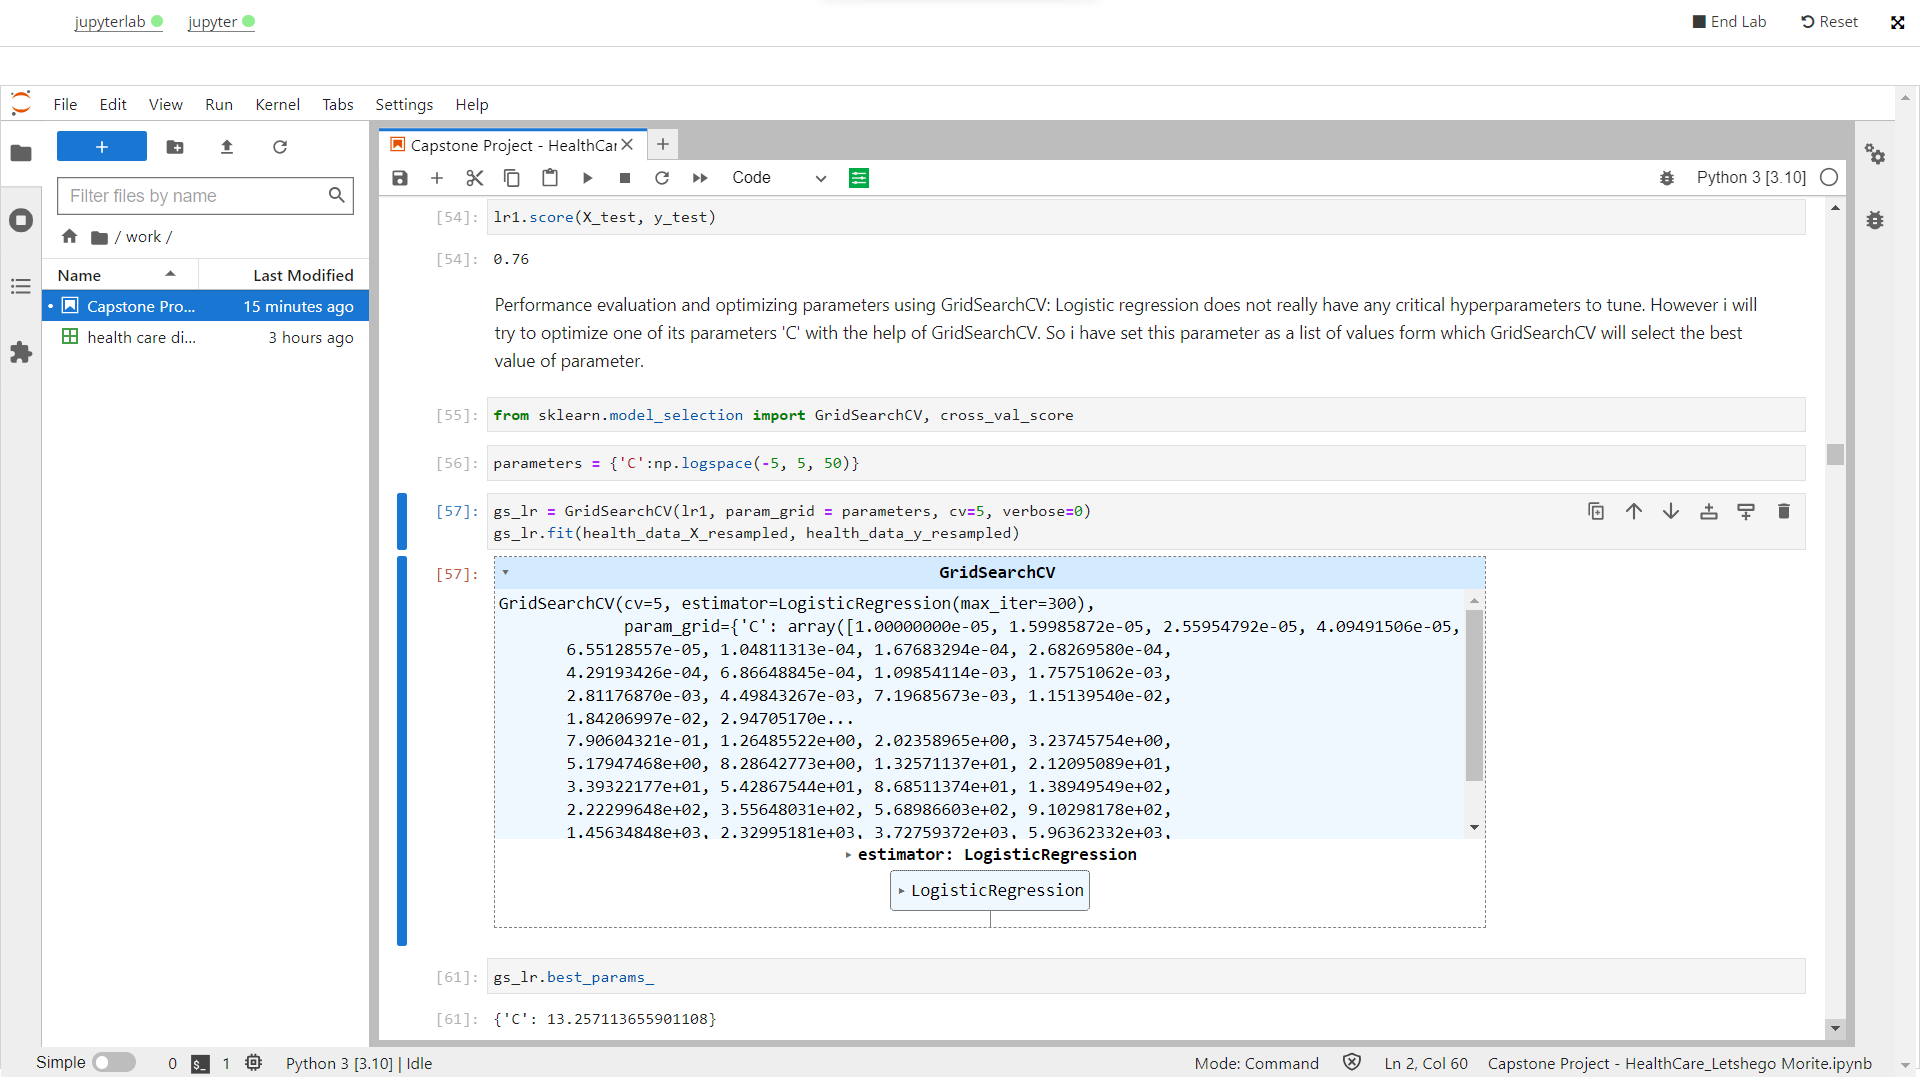 jupyterlab jupyter End Lab Reset
File Edit View Run Kernel Tabs Settings Help
+
Filter files by name
/ work /
Name Last Modified
• Capstone Pro... 15 minutes ago
health care di... 3 hours ago
Capstone Project - HealthCar
Code Python 3 [3.10]
[54]: lr1.score(X_test, y_test)
[54]: 0.76
Performance evaluation and optimizing parameters using GridSearchCV: Logistic regression does not really have any critical hyperparameters to tune. However i will
try to optimize one of its parameters 'C' with the help of GridSearchCV. So i have set this parameter as a list of values form which GridSearchCV will select the best
value of parameter.
[55]: from sklearn.model_selection import GridSearchCV, cross_val_score
[56]: parameters = {'C':np.logspace(-5, 5, 50)}
[57]: gs_lr = GridSearchCV(lr1, param_grid = parameters, cv=5, verbose=0)
gs_lr.fit(health_data_X_resampled, health_data_y_resampled)
[57]: GridSearchCV
GridSearchCV(cv=5, estimator=LogisticRegression(max_iter=300),
param_grid={'C': array([1.00000000e-05, 1.59985872e-05, 2.55954792e-05, 4.09491506e-05,
6.55128557e-05, 1.04811313e-04, 1.67683294e-04, 2.68269580e-04,
4.29193426e-04, 6.86648845e-04, 1.09854114e-03, 1.75751062e-03,
2.81176870e-03, 4.49843267e-03, 7.19685673e-03, 1.15139540e-02,
1.84206997e-02, 2.94705170e...
7.90604321e-01, 1.26485522e+00, 2.02358965e+00, 3.23745754e+00,
5.17947468e+00, 8.28642773e+00, 1.32571137e+01, 2.12095089e+01,
3.39322177e+01, 5.42867544e+01, 8.68511374e+01, 1.38949549e+02,
2.22299648e+02, 3.55648031e+02, 5.68986603e+02, 9.10298178e+02,
1.45634848e+03, 2.32995181e+03, 3.72759372e+03, 5.96362332e+03,
estimator: LogisticRegression
LogisticRegression
[61]: gs_lr.best_params_
[61]: {'C': 13.257113655901108}
Simple 0 $_ 1 Python 3 [3.10] | Idle Mode: Command Ln 2, Col 60 Capstone Project - HealthCare_Letshego Morite.ipynb